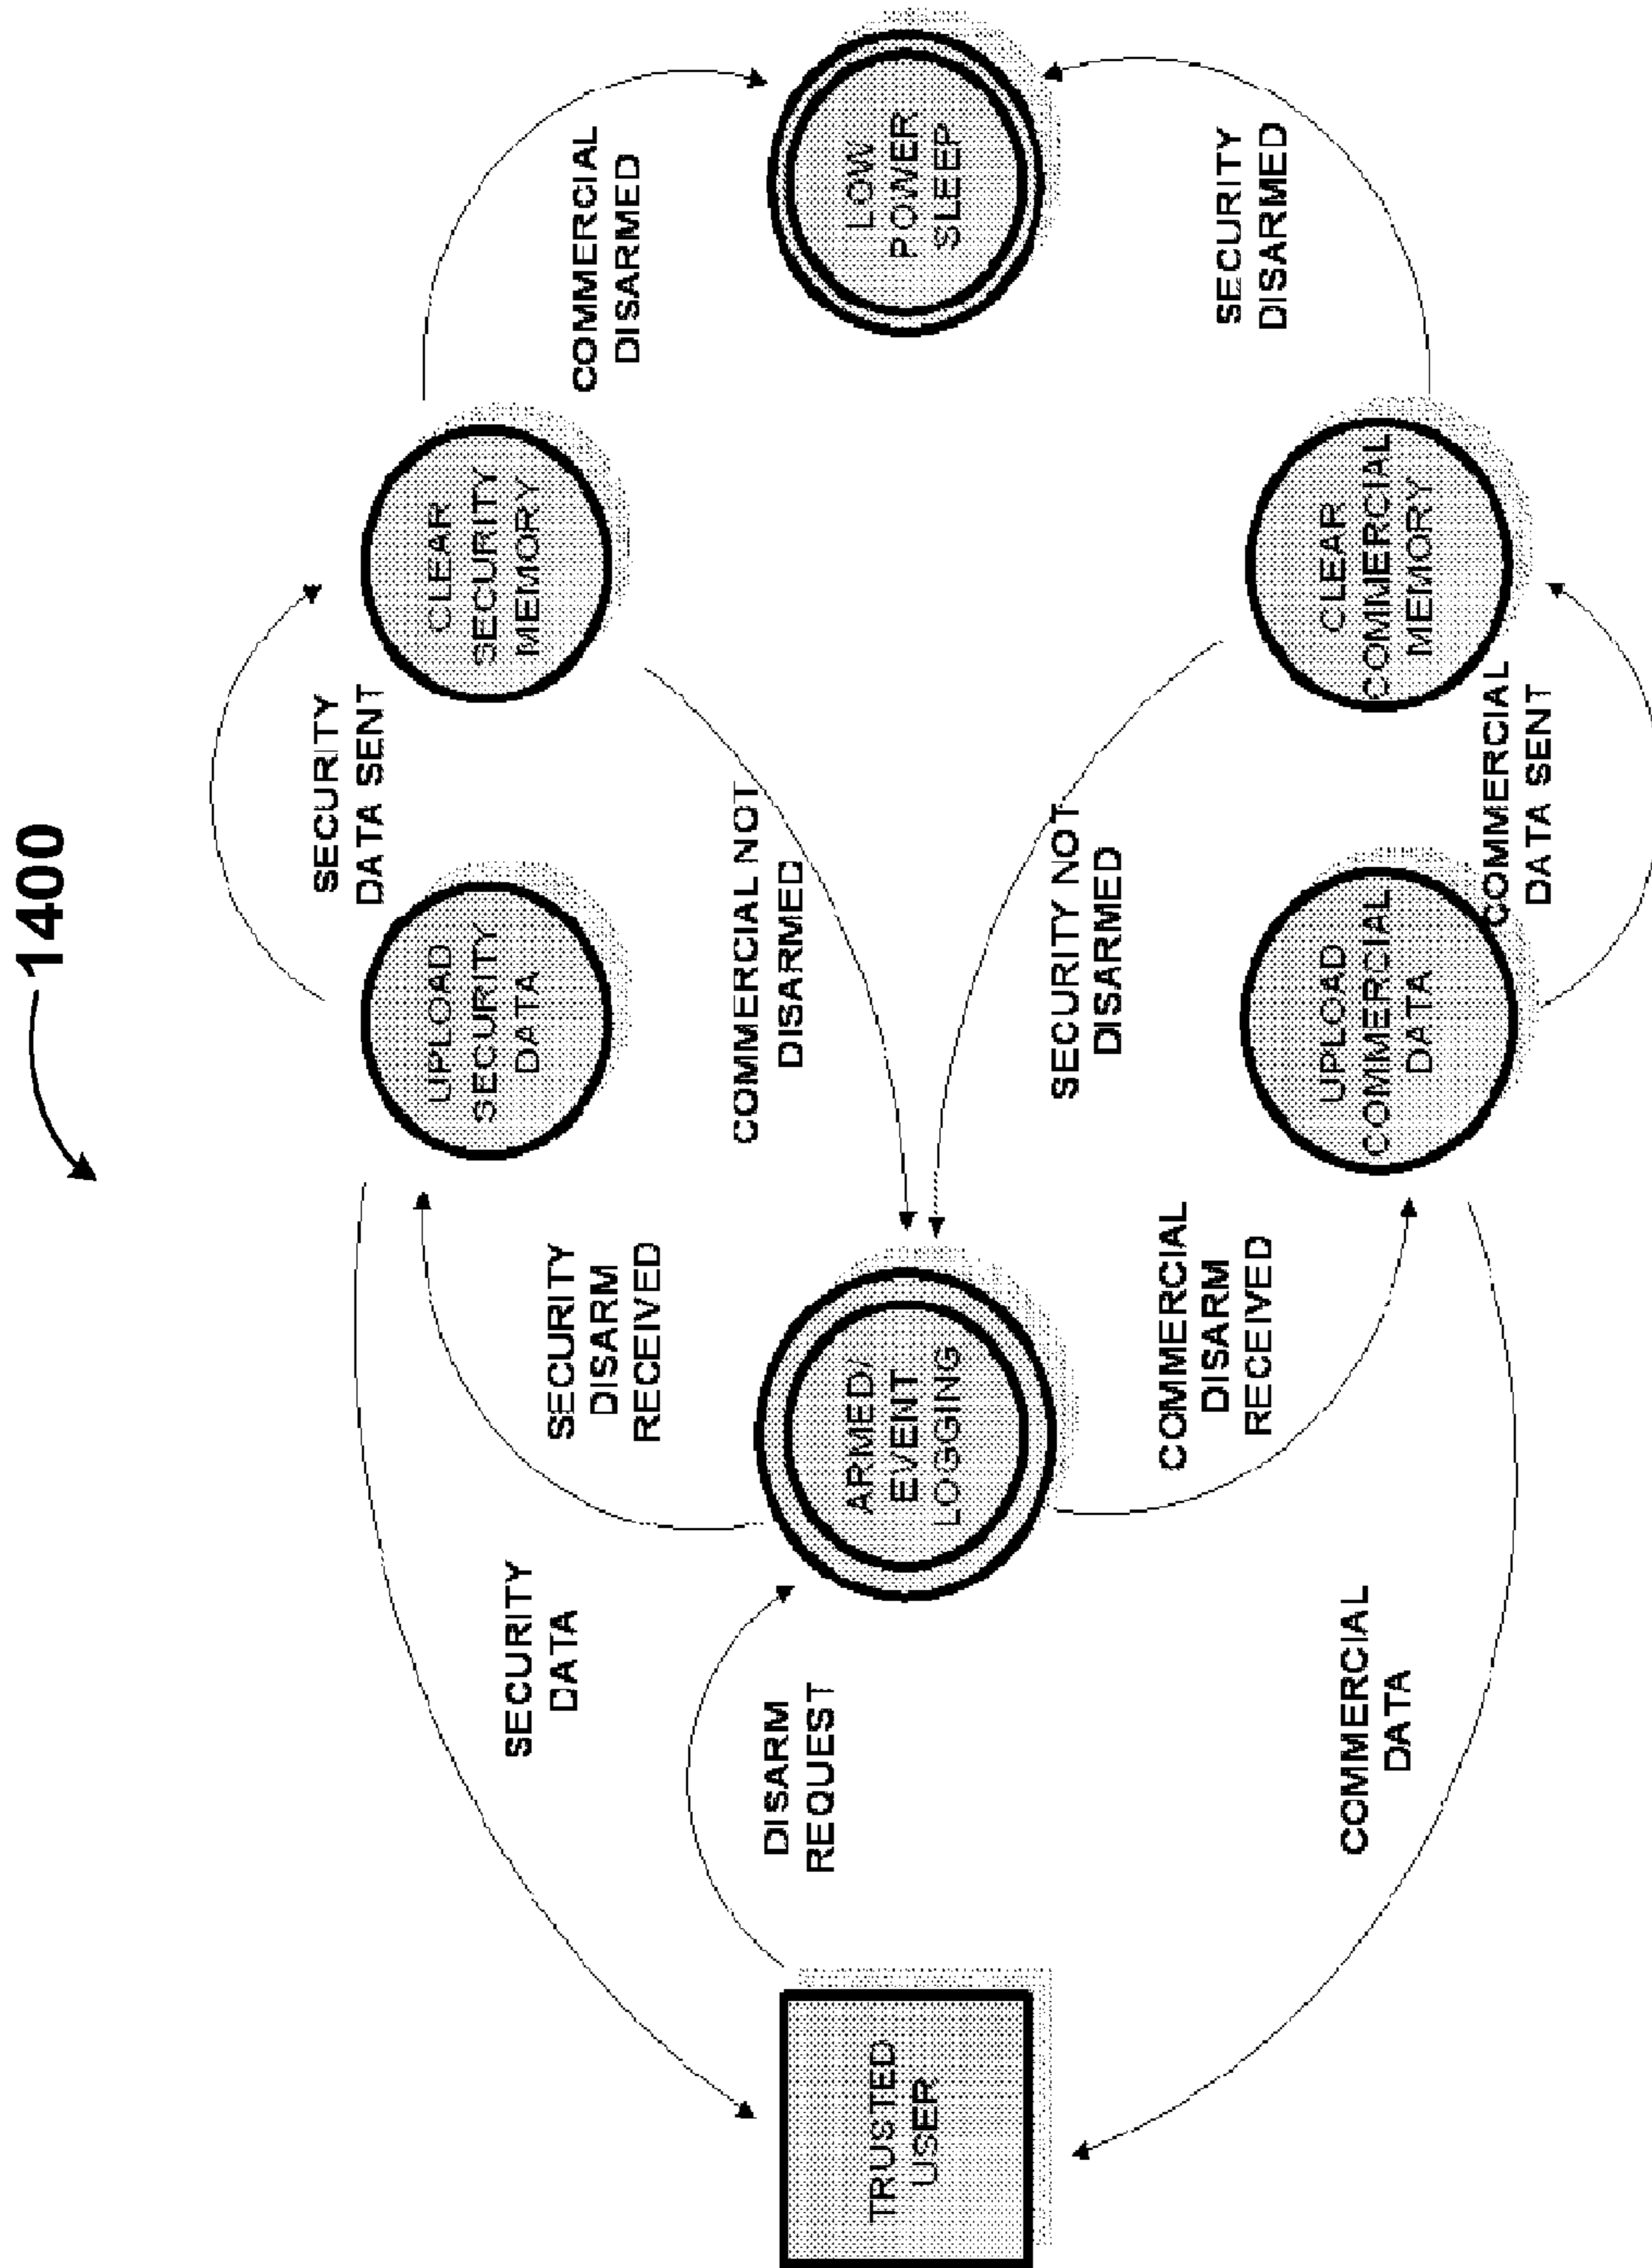 1400
SECURITY
DATA SENT
COMMERCIAL
DISARMED
UPLOAD
SECURITY
DATA
CLEAR
SECURITY
MEMORY
SECURITY
DATA
SECURITY
DISARM
RECEIVED
COMMERCIAL NOT
DISARMED
DISARM
REQUEST
TRUSTED
USER
ARMED/
EVENT
LOGGING
LOW
POWER
SLEEP
SECURITY NOT
DISARMED
SECURITY
DISARMED
COMMERCIAL
DISARM
RECEIVED
COMMERCIAL
DATA
UPLOAD
COMMERCIAL
DATA
CLEAR
COMMERCIAL
MEMORY
COMMERCIAL
DATA SENT